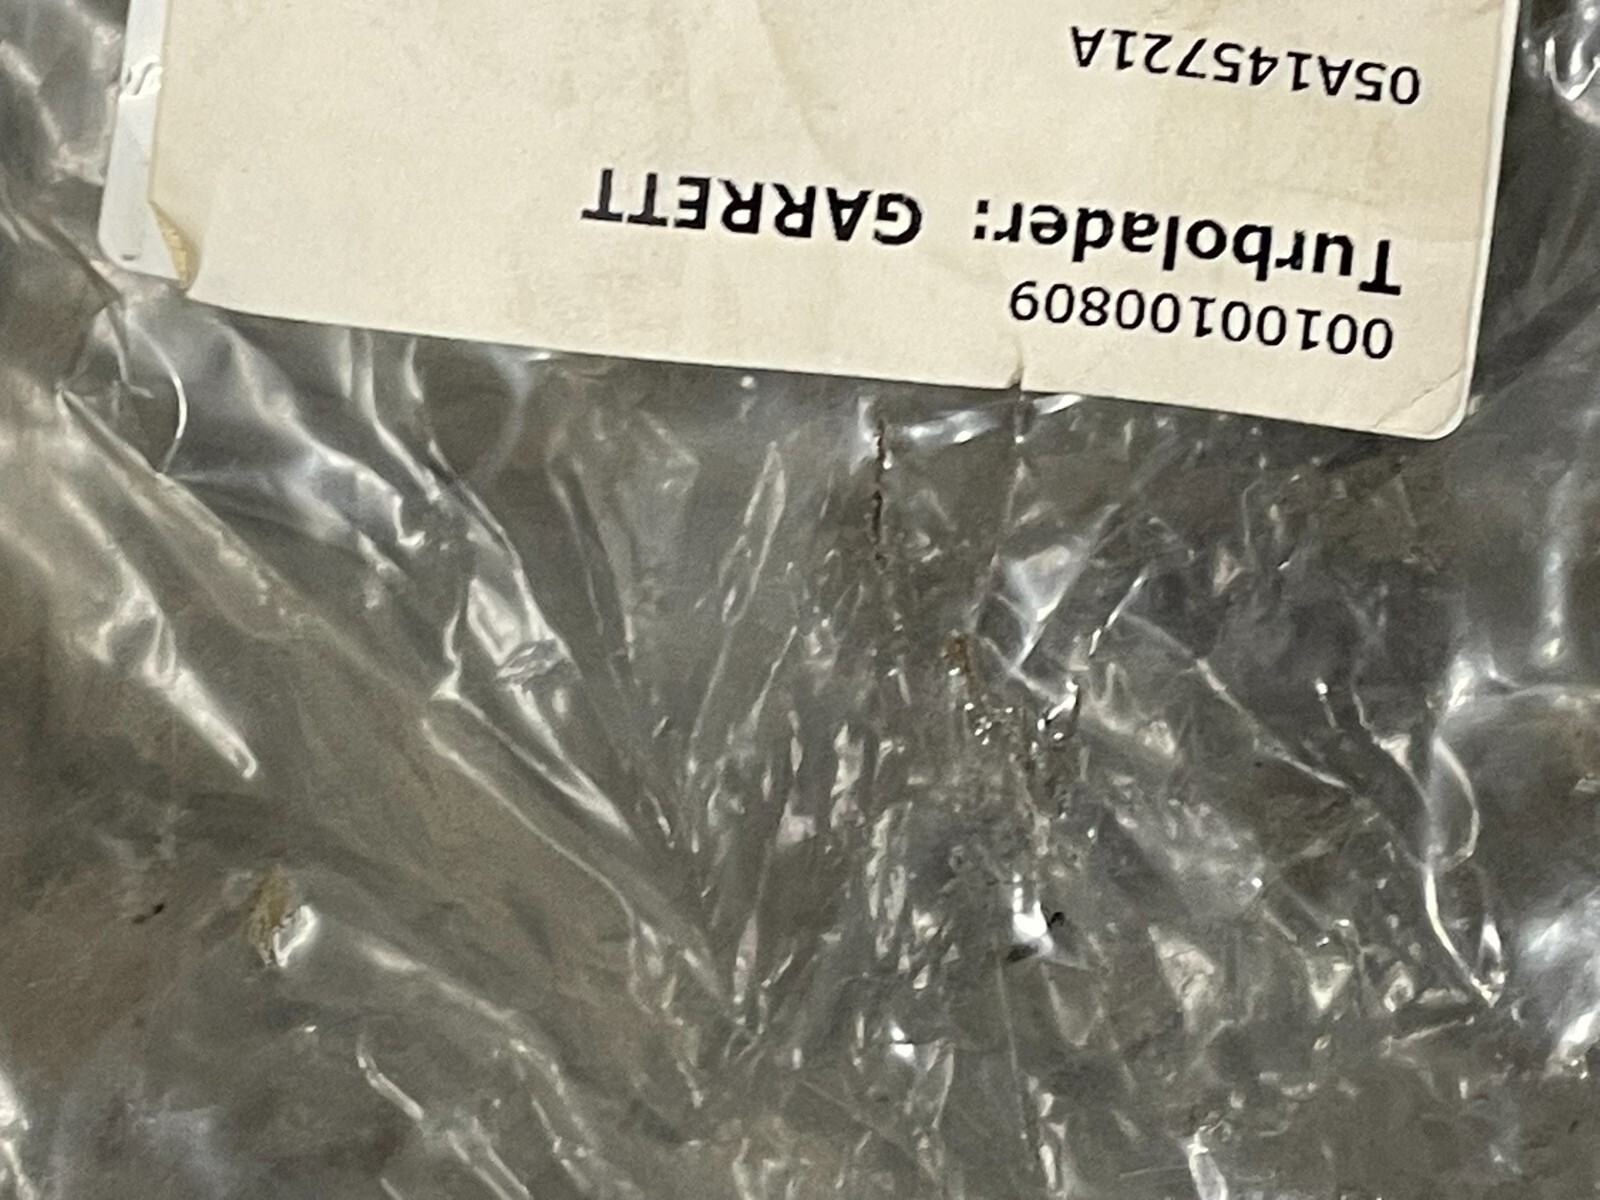 00100100809
Turbolader: GARRETT
05A145721A